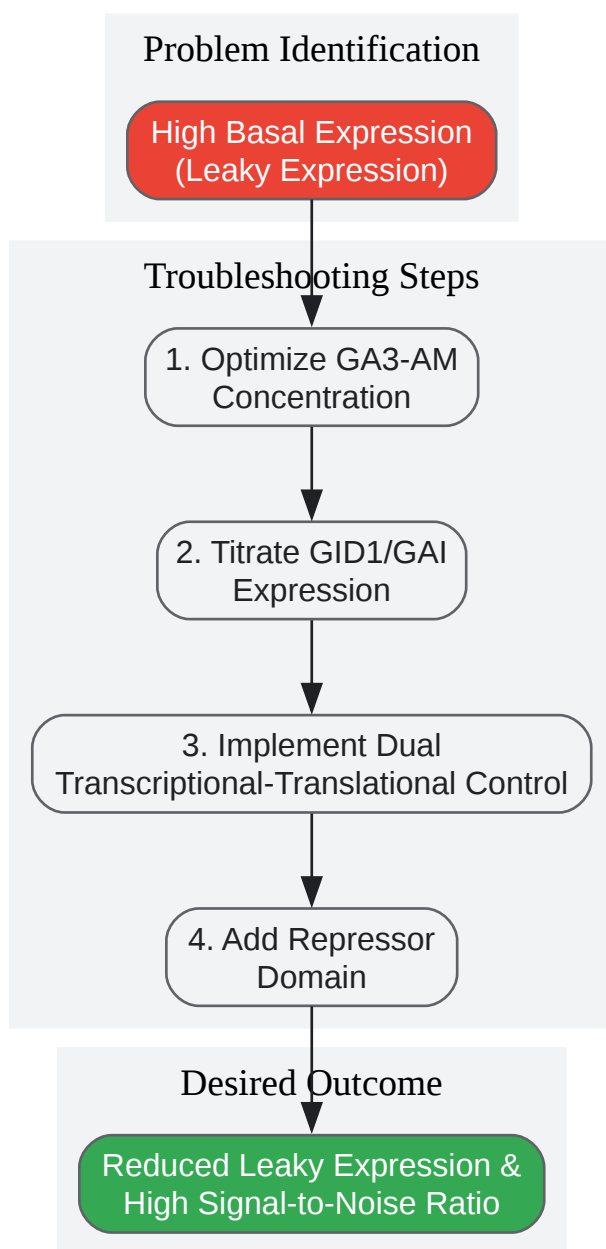 Problem Identification
High Basal Expression
(Leaky Expression)
Troubleshooting Steps
1. Optimize GA3-AM
Concentration
2. Titrate GID1/GAI
Expression
3. Implement Dual
Transcriptional-Translational Control
4. Add Repressor
Domain
Desired Outcome
Reduced Leaky Expression &
High Signal-to-Noise Ratio